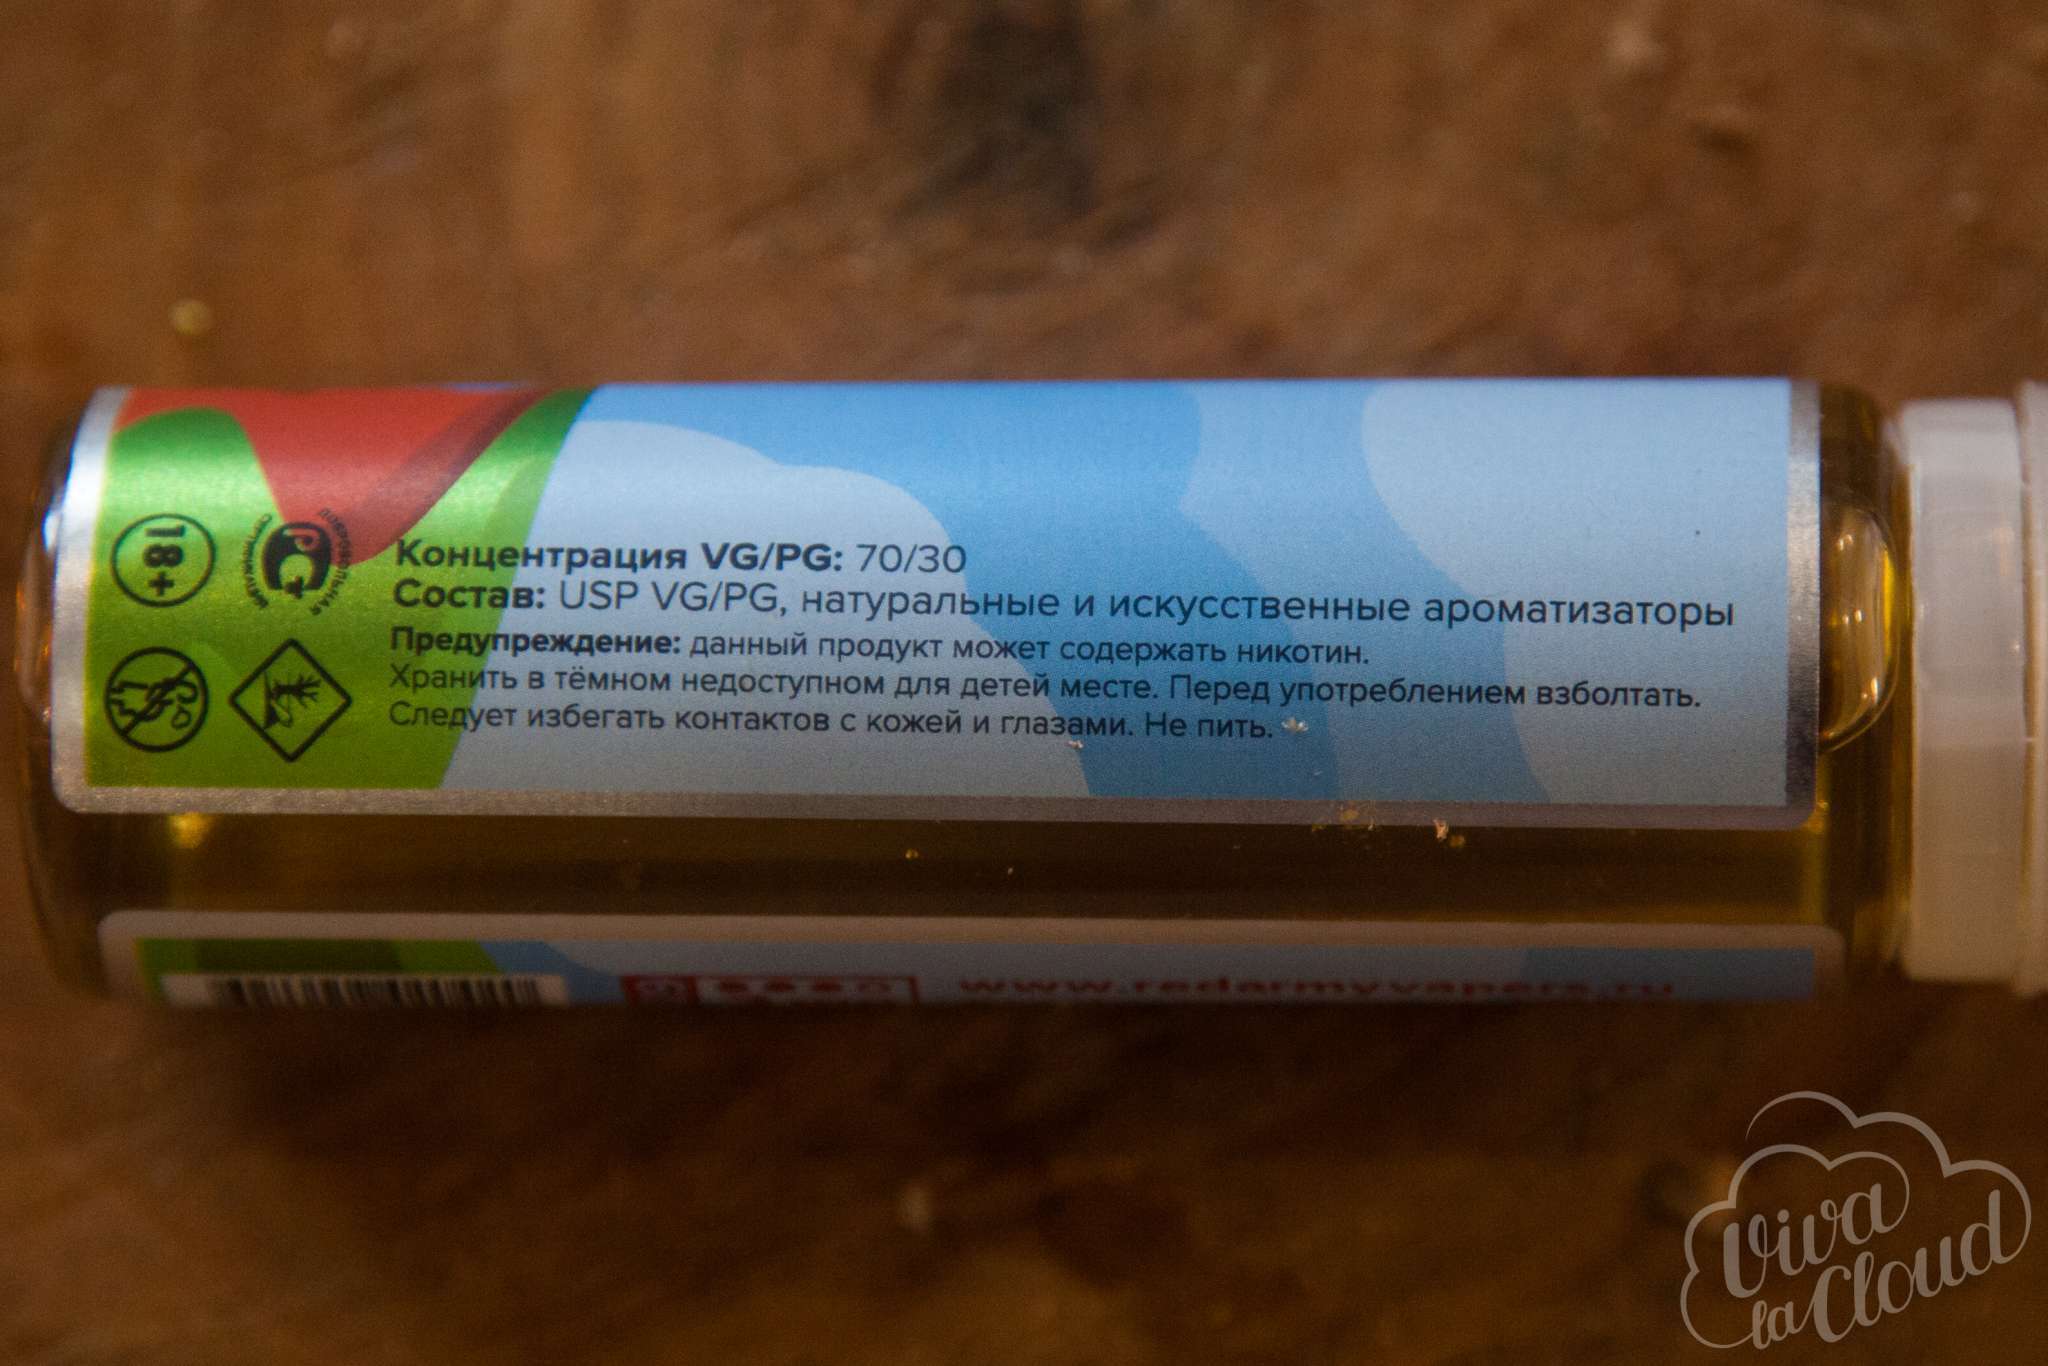 18+
ДОБРОВОЛЬНАЯ
СЕРТИФИКАЦИЯ
Концентрация VG/PG: 70/30
Состав: USP VG/PG, натуральные и искусственные ароматизаторы
Предупреждение: данный продукт может содержать никотин.
Хранить в тёмном недоступном для детей месте. Перед употреблением взболтать.
Следует избегать контактов с кожей и глазами. Не пить.
www.redarmyvapers.ru
Viva
la Cloud